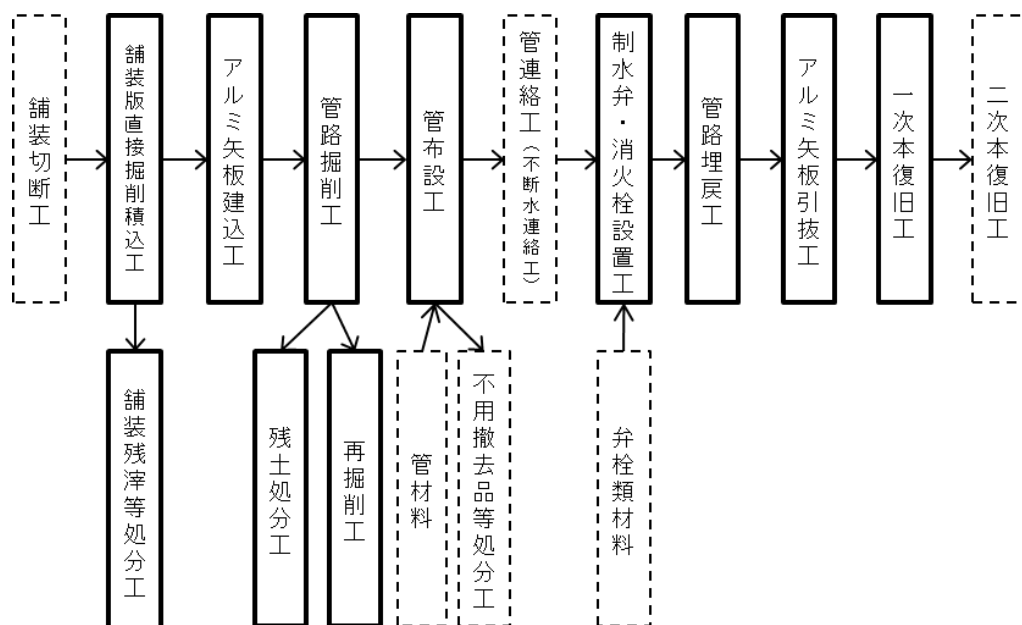 舗装切断工
舗装版直接掘削積込工
アルミ矢板建込工
管路掘削工
管布設工
管連絡工(不断水連絡工)
制水弁・消火栓設置工
管路埋戻工
アルミ矢板引抜工
一次本復旧工
二次本復旧工
舗装残滓等処分工
残土処分工
再掘削工
管材料
不用撤去品等処分工
弁栓類材料